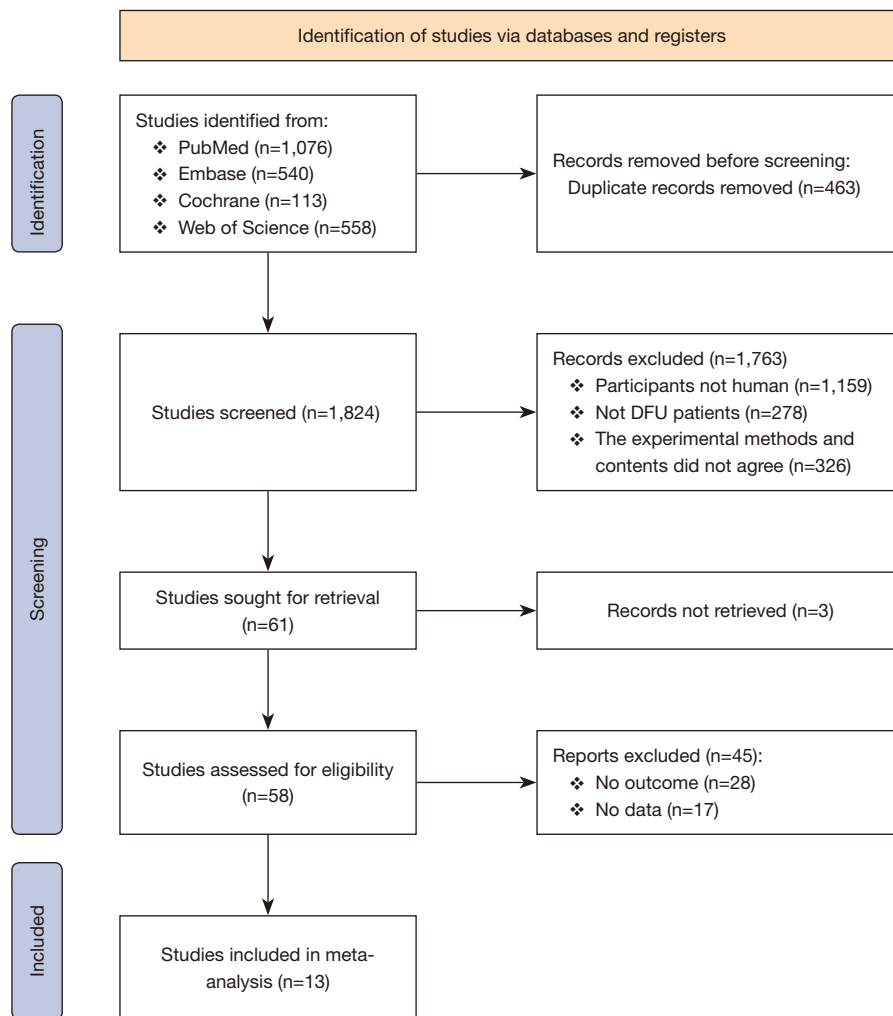 Identification of studies via databases and registers
Identification
Studies identified from:
❖ PubMed (n=1,076)
❖ Embase (n=540)
❖ Cochrane (n=113)
❖ Web of Science (n=558)
Records removed before screening:
Duplicate records removed (n=463)
Screening
Studies screened (n=1,824)
Records excluded (n=1,763)
❖ Participants not human (n=1,159)
❖ Not DFU patients (n=278)
❖ The experimental methods and
contents did not agree (n=326)
Studies sought for retrieval
(n=61)
Records not retrieved (n=3)
Studies assessed for eligibility
(n=58)
Reports excluded (n=45):
❖ No outcome (n=28)
❖ No data (n=17)
Included
Studies included in meta-
analysis (n=13)